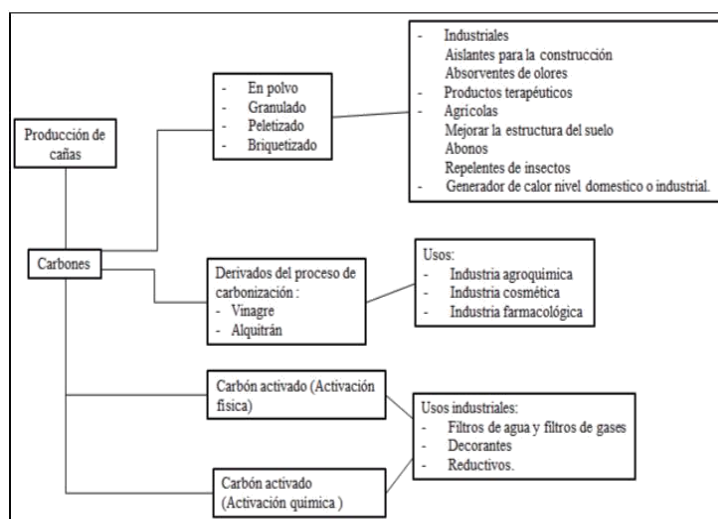 Producción de
cañas
Carbones
- En polvo
- Granulado
- Peletizado
- Briquetizado
- Industriales
Aislantes para la construcción
Absorventes de olores
- Productos terapéuticos
- Agrícolas
Mejorar la estructura del suelo
Abonos
Repelentes de insectos
- Generador de calor nivel domestico o industrial.
Derivados del proceso de
carbonización :
- Vinagre
- Alquitrán
Usos:
- Industria agroquimica
- Industria cosmética
- Industria farmacológica
Carbón activado (Activación
física)
Carbón activado
(Activación química )
Usos industriales:
- Filtros de agua y filtros de gases
- Decorantes
- Reductivos.